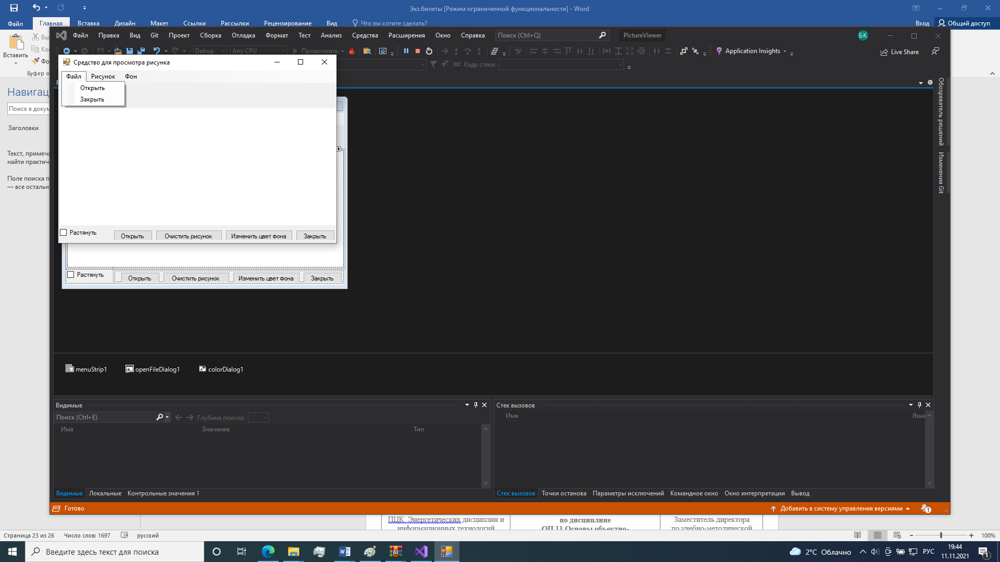 Экз.билеты [Режим ограниченной функциональности] - Word
Файл Главная Вставка Дизайн Макет Ссылки Рассылки Рецензирование Вид Что вы хотите сделать? Вход Общий доступ
Вставить
Буфер о
Навигац
Поиск в докум
Заголовки
Текст, примеча
найти практич
Поле поиска п
— все остальн
Файл Правка Вид Git Проект Сборка Отладка Формат Тест Анализ Средства Расширения Окно Справка Поиск (Ctrl+Q) PictureViewer БК
Debug Any CPU Продолжить Application Insights Live Share
Кадр стека:
Средство для просмотра рисунка
Файл Рисунок Фон
Открыть
Закрыть
Растянуть Открыть Очистить рисунок Изменить цвет фона Закрыть
Растянуть Открыть Очистить рисунок Изменить цвет фона Закрыть
Обозреватель решений
Изменения Git
menuStrip1 openFileDialog1 colorDialog1
Видимые
Поиск (Ctrl+E) Глубина поиска:
Имя Значение Тип
Видимые Локальные Контрольные значения 1
Стек вызовов
Имя Язык
Стек вызовов Точки останова Параметры исключений Командное окно Окно интерпретации Вывод
Готово Добавить в систему управления версиями 1
ПЦК Энергетических дисциплин и
информационных технологий
по дисциплине
ОП.11 Основы объектно-
Заместитель директора
по учебно-методической
Страница 23 из 26 Число слов: 1697 русский 100%
Введите здесь текст для поиска
2°C Облачно РУС 19:44
11.11.2021 1